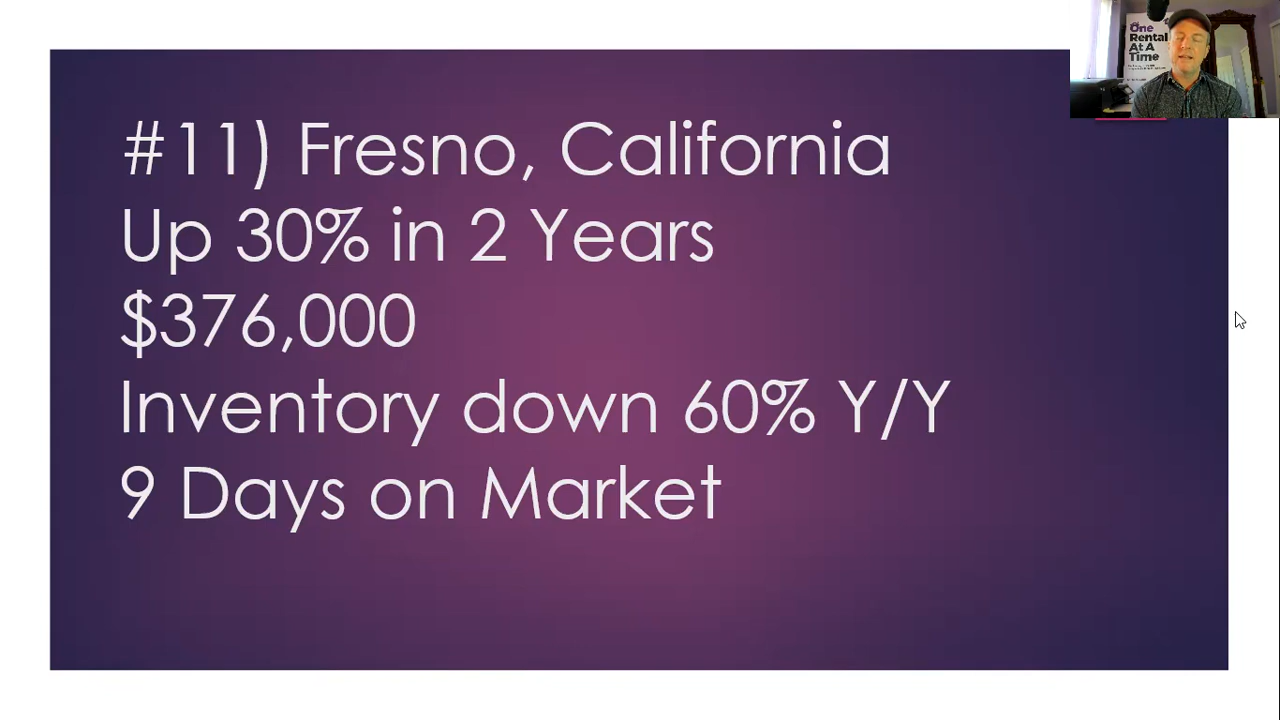 #11) Fresno, California
Up 30% in 2 Years
$376,000
Inventory down 60% Y/Y
9 Days on Market
One
Rental
At A
Time